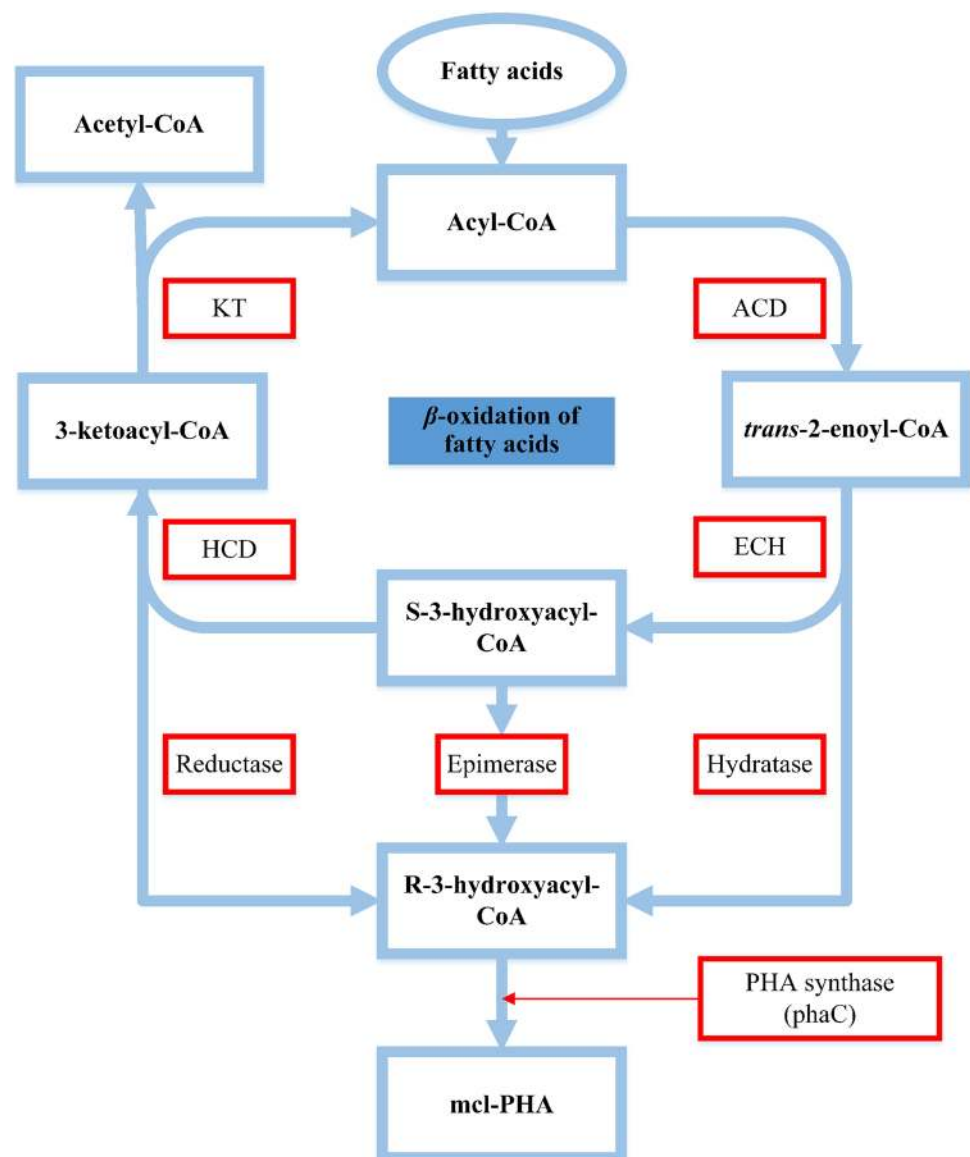 Fatty acids
Acetyl-CoA
Acyl-CoA
KT
ACD
3-ketoacyl-CoA
β-oxidation of
fatty acids
trans-2-enoyl-CoA
HCD
ECH
S-3-hydroxyacyl-
CoA
Reductase
Epimerase
Hydratase
R-3-hydroxyacyl-
CoA
PHA synthase
(phaC)
mcl-PHA